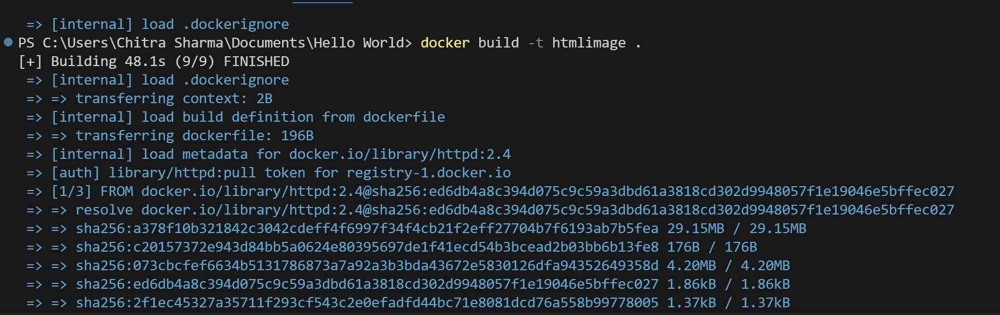 => [internal] load .dockerignore
PS C:\Users\Chitra Sharma\Documents\Hello World> docker build -t htmlimage .
[+] Building 48.1s (9/9) FINISHED
=> [internal] load .dockerignore
=> => transferring context: 2B
=> [internal] load build definition from dockerfile
=> => transferring dockerfile: 196B
=> [internal] load metadata for docker.io/library/httpd:2.4
=> [auth] library/httpd:pull token for registry-1.docker.io
=> [1/3] FROM docker.io/library/httpd:2.4@sha256:ed6db4a8c394d075c9c59a3dbd61a3818cd302d9948057f1e19046e5bffec027
=> => resolve docker.io/library/httpd:2.4@sha256:ed6db4a8c394d075c9c59a3dbd61a3818cd302d9948057f1e19046e5bffec027
=> => sha256:a378f10b321842c3042cdeff4f6997f34f4cb21f2eff27704b7f6193ab7b5fea 29.15MB / 29.15MB
=> => sha256:c20157372e943d84bb5a0624e80395697de1f41ecd54b3bcead2b03bb6b13fe8 176B / 176B
=> => sha256:073cbcfef6634b5131786873a7a92a3b3bda43672e5830126dfa94352649358d 4.20MB / 4.20MB
=> => sha256:ed6db4a8c394d075c9c59a3dbd61a3818cd302d9948057f1e19046e5bffec027 1.86kB / 1.86kB
=> => sha256:2f1ec45327a35711f293cf543c2e0efadfd44bc71e8081dcd76a558b99778005 1.37kB / 1.37kB